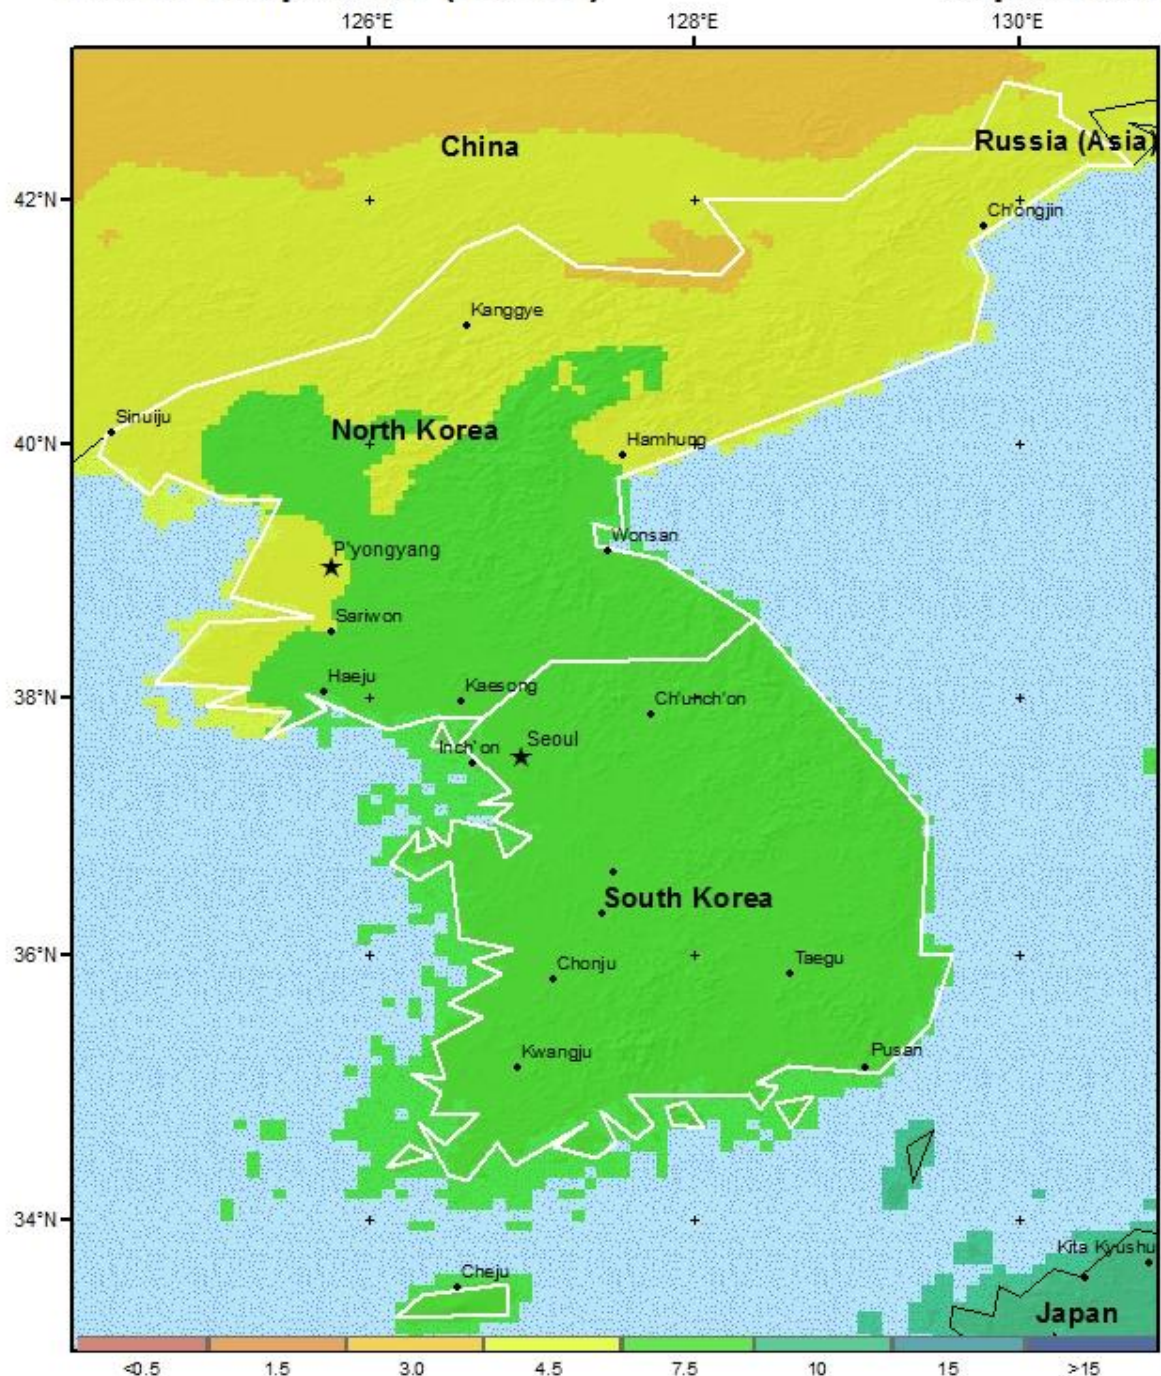 126°E 128°E 130°E
China
Russia (Asia)
42°N
Ch'ongjin
Kanggye
Sinuiju
North Korea
40°N
Hamhung
Wonsan
P'yongyang
Sariwon
Haeju
Kaesong
38°N
Ch'unch'on
Inch'on
Seoul
South Korea
36°N
Chonju
Taegu
Kwangju
Pusan
34°N
Kita Kyushu
Cheju
Japan
<0.5 1.5 3.0 4.5 7.5 10 15 >15